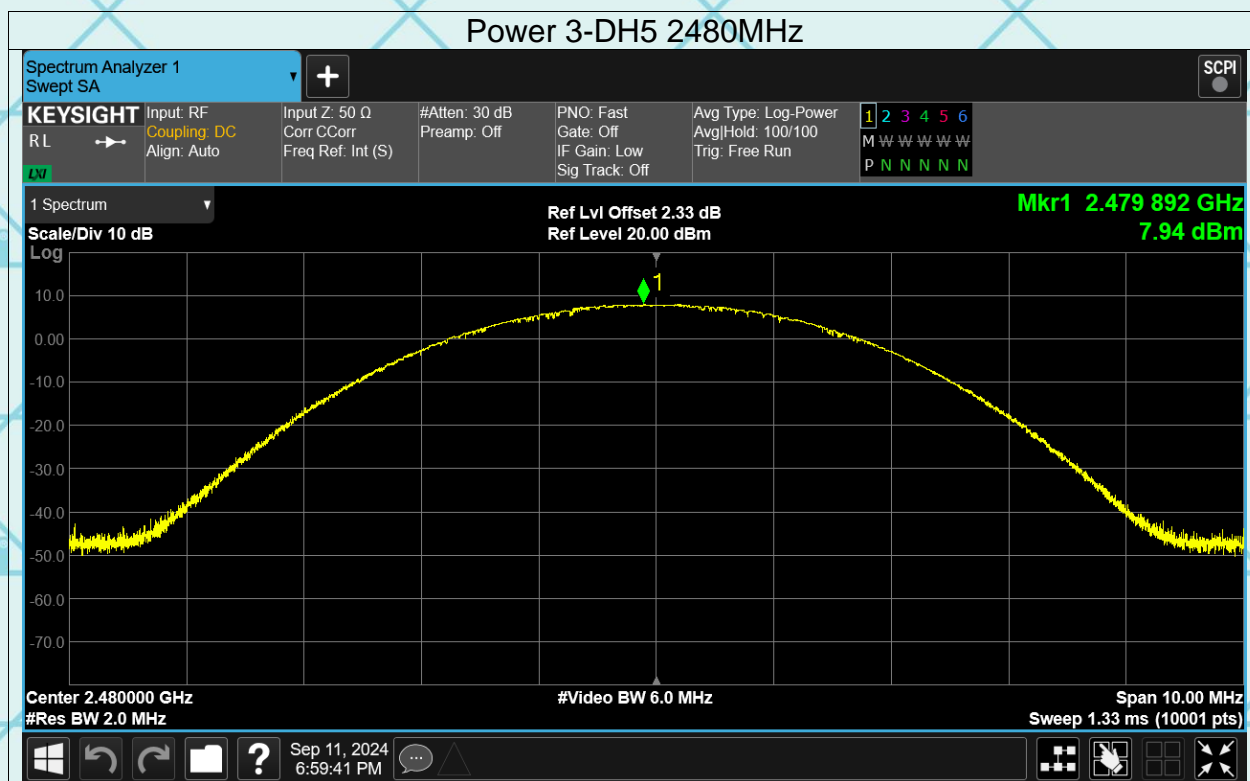 Power 3-DH5 2480MHz
Spectrum Analyzer 1
Swept SA
SCPI
KEYSIGHT
R L
LXI
Input: RF
Coupling: DC
Align: Auto
Input Z: 50 Ω
Corr CCorr
Freq Ref: Int (S)
#Atten: 30 dB
Preamp: Off
PNO: Fast
Gate: Off
IF Gain: Low
Sig Track: Off
Avg Type: Log-Power
Avg|Hold: 100/100
Trig: Free Run
1 2 3 4 5 6
M W W W W W
P N N N N N
1 Spectrum
Scale/Div 10 dB
Ref Lvl Offset 2.33 dB
Ref Level 20.00 dBm
Mkr1 2.479 892 GHz
7.94 dBm
Log
1
10.0
0.00
-10.0
-20.0
-30.0
-40.0
-50.0
-60.0
-70.0
Center 2.480000 GHz
#Res BW 2.0 MHz
#Video BW 6.0 MHz
Span 10.00 MHz
Sweep 1.33 ms (10001 pts)
?
Sep 11, 2024
6:59:41 PM